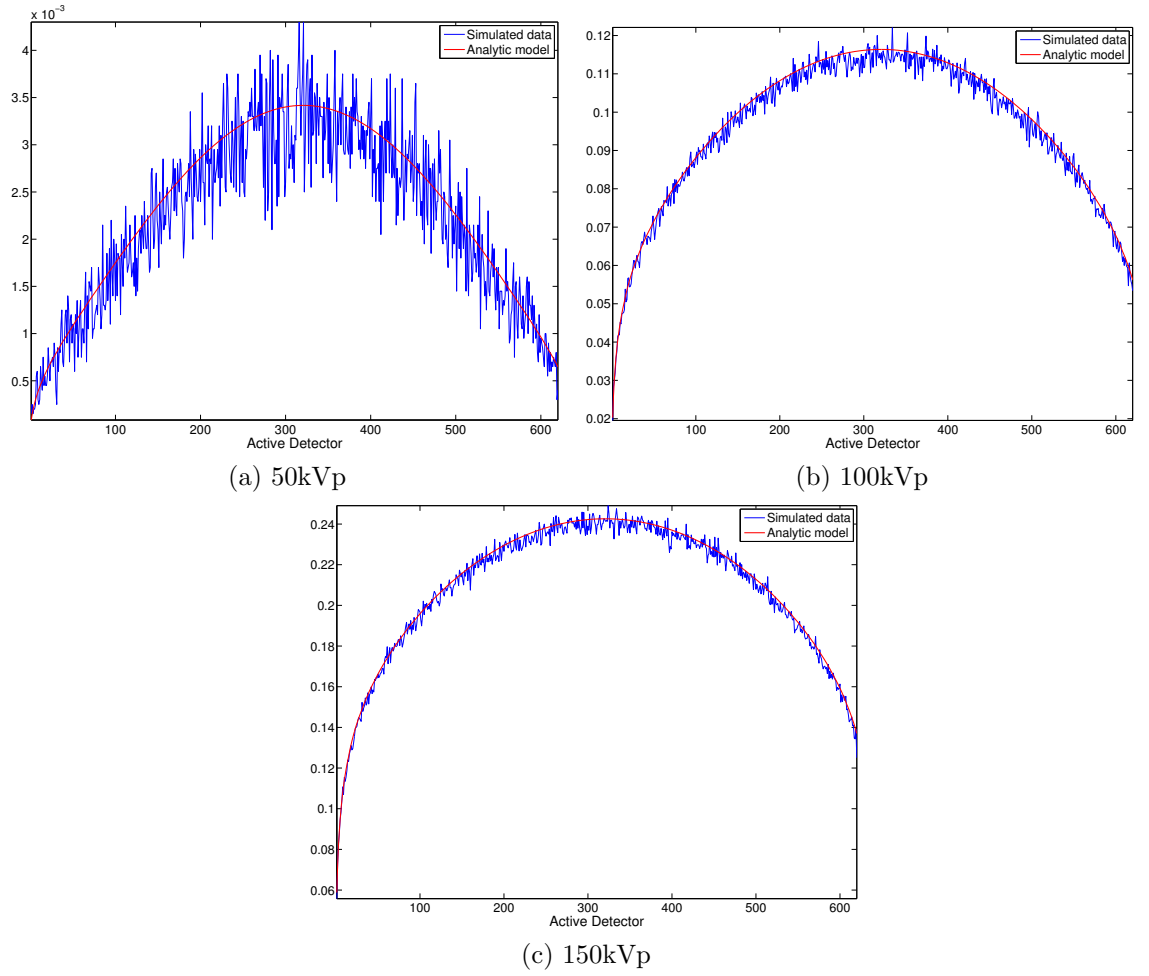 x 10⁻³
Simulated data
Analytic model
4
3.5
3
2.5
2
1.5
1
0.5
100 200 300 400 500 600
Active Detector
(a) 50kVp
Simulated data
Analytic model
0.12
0.11
0.1
0.09
0.08
0.07
0.06
0.05
0.04
0.03
0.02
100 200 300 400 500 600
Active Detector
(b) 100kVp
Simulated data
Analytic model
0.24
0.22
0.2
0.18
0.16
0.14
0.12
0.1
0.08
0.06
100 200 300 400 500 600
Active Detector
(c) 150kVp